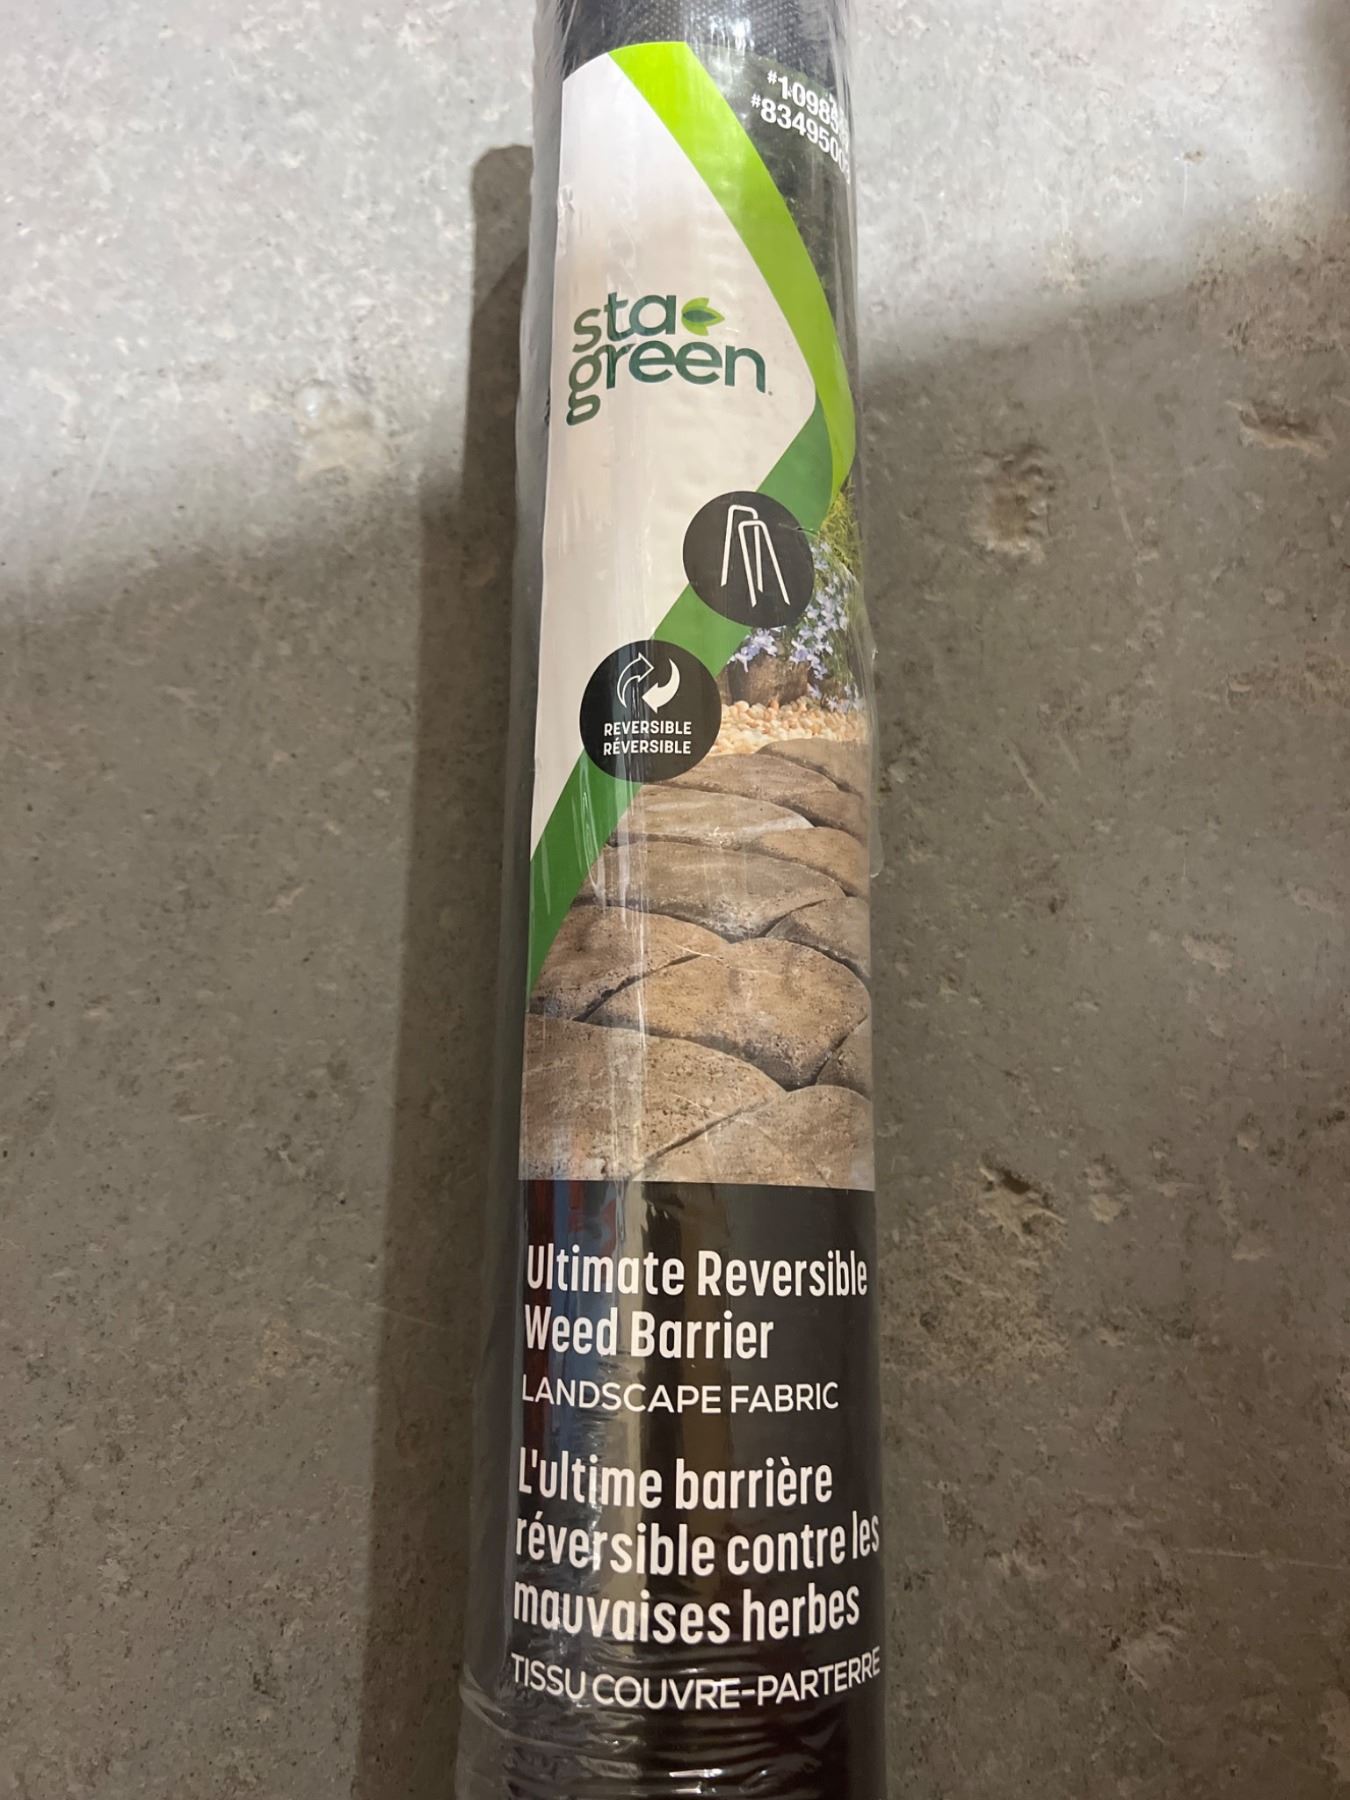 sta
green
REVERSIBLE
RÉVERSIBLE
Ultimate Reversible
Weed Barrier
LANDSCAPE FABRIC
L'ultime barrière
réversible contre les
mauvaises herbes
TISSU COUVRE-PARTERRE